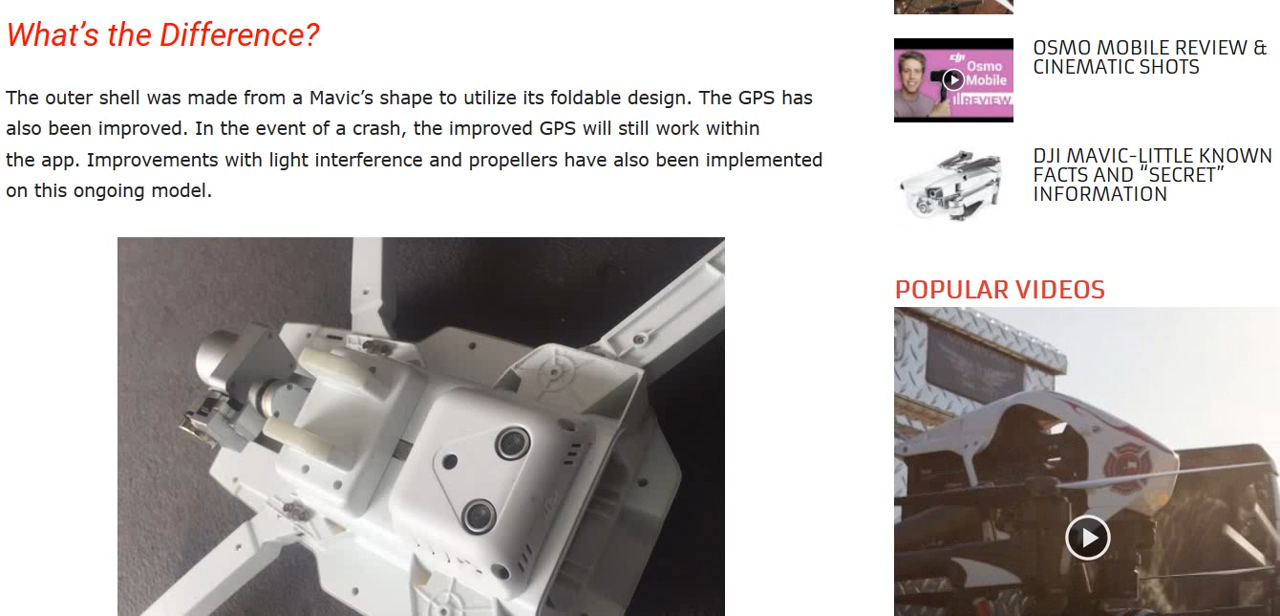 What’s the Difference?
The outer shell was made from a Mavic’s shape to utilize its foldable design. The GPS has
also been improved. In the event of a crash, the improved GPS will still work within
the app. Improvements with light interference and propellers have also been implemented
on this ongoing model.
dji
Osmo
Mobile
REVIEW
OSMO MOBILE REVIEW &
CINEMATIC SHOTS
DJI MAVIC-LITTLE KNOWN
FACTS AND “SECRET”
INFORMATION
POPULAR VIDEOS